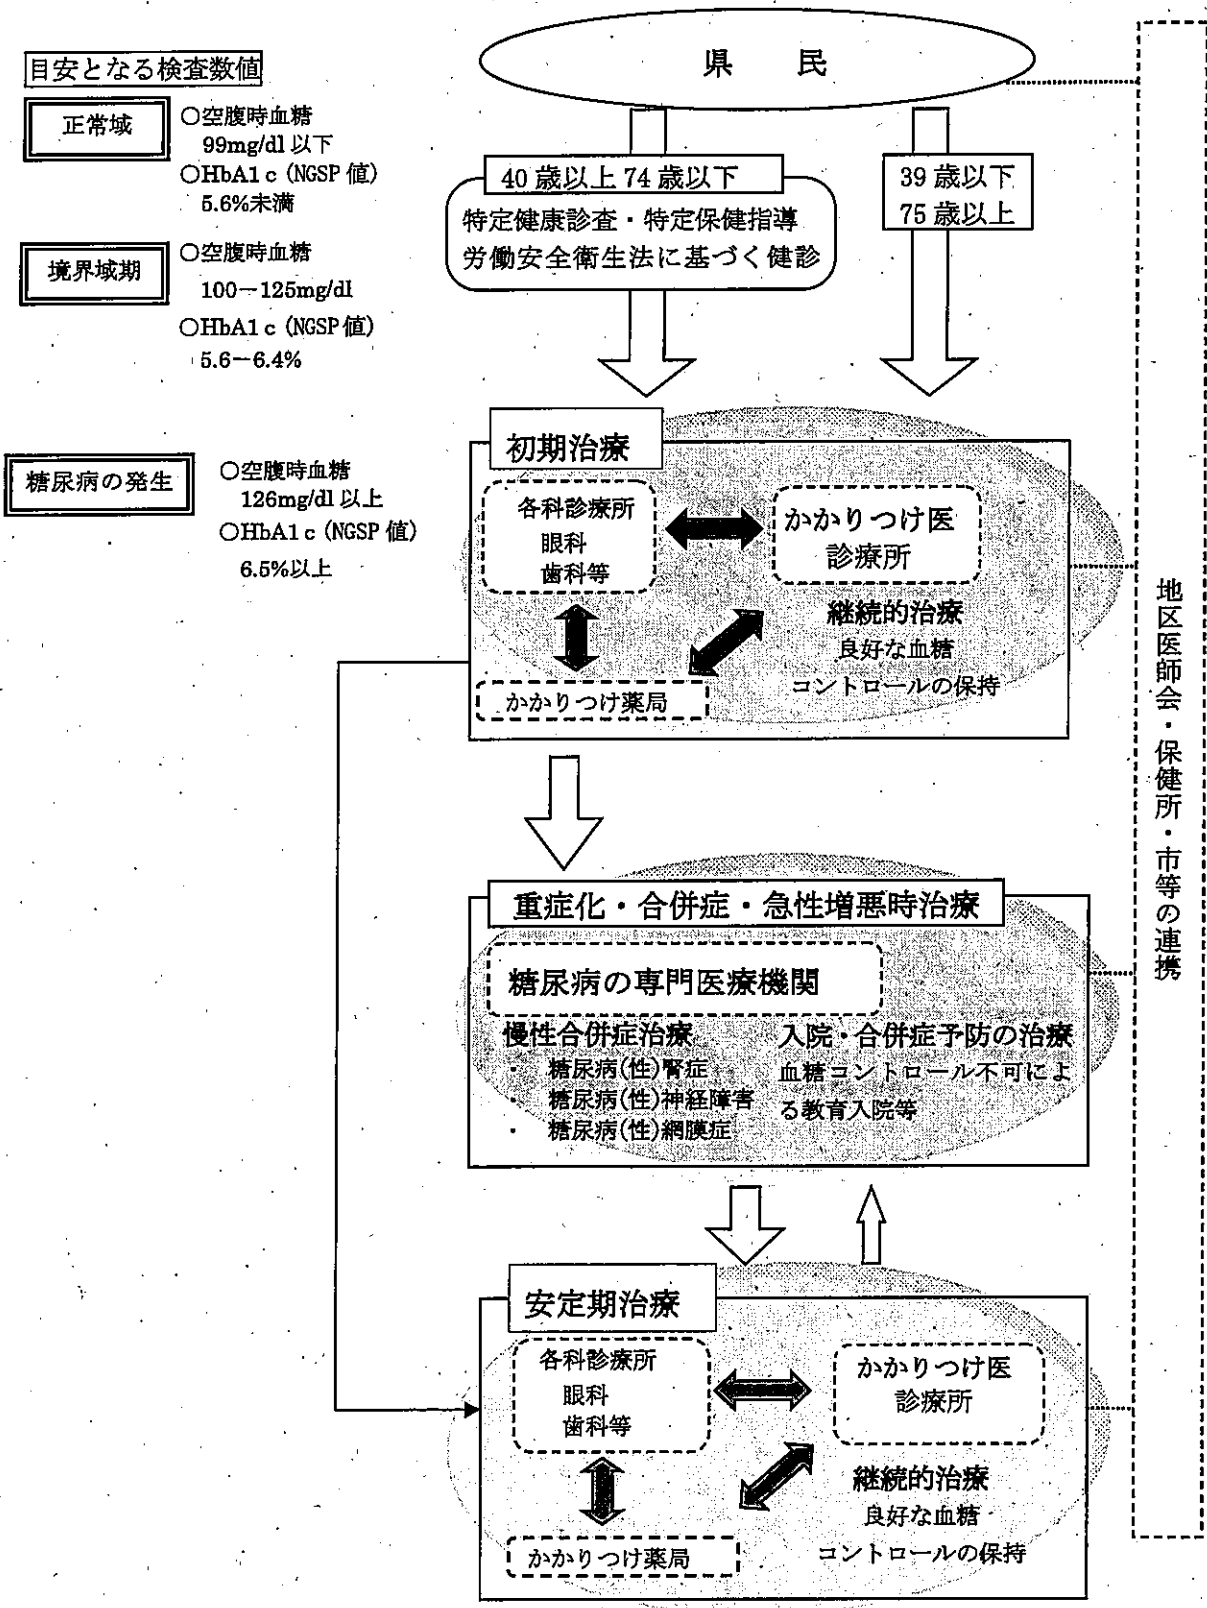 県　民
目安となる検査数値
正常域
○空腹時血糖
99mg/dl 以下
○HbA1c (NGSP 値)
5.6%未満
境界域期
○空腹時血糖
100－125mg/dl
○HbA1c (NGSP 値)
5.6－6.4%
糖尿病の発生
○空腹時血糖
126mg/dl 以上
○HbA1c (NGSP 値)
6.5%以上
40 歳以上 74 歳以下
特定健康診査・特定保健指導
労働安全衛生法に基づく健診
39 歳以下
75 歳以上
初期治療
各科診療所
眼科
歯科等
かかりつけ医
診療所
継続的治療
良好な血糖
コントロールの保持
かかりつけ薬局
重症化・合併症・急性増悪時治療
糖尿病の専門医療機関
慢性合併症治療
・ 糖尿病(性)腎症
・ 糖尿病(性)神経障害
・ 糖尿病(性)網膜症
入院・合併症予防の治療
血糖コントロール不可によ
る教育入院等
安定期治療
各科診療所
眼科
歯科等
かかりつけ医
診療所
継続的治療
良好な血糖
コントロールの保持
かかりつけ薬局
地区医師会・保健所・市等の連携